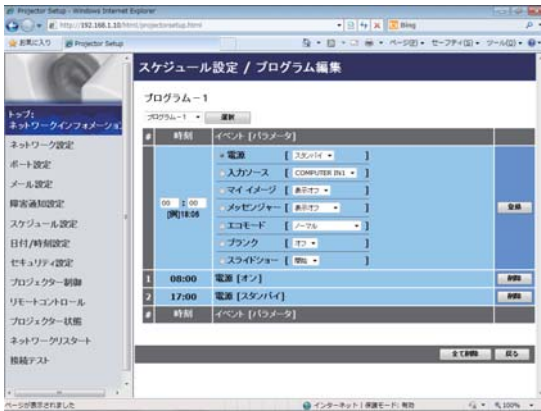 Projector Setup - Windows Internet Explorer
http://192.168.1.10/html/projectorsetup.html
Bing
お気に入り Projector Setup
ページ(P) セーフティ(S) ツール(O)
スケジュール設定 / プログラム編集
プログラム－1
プログラム－1 選択
# 時刻 イベント [パラメータ]
電源 [ スタンバイ ]
入力ソース [ COMPUTER IN1 ]
マイ イメージ [ 表示オフ ]
00 : 00 メッセンジャー [ 表示オフ ] 登録
[例]18:06
エコモード [ ノーマル ]
ブランク [ オフ ]
スライドショー [ 開始 ]
1 08:00 電源 [オン] 削除
2 17:00 電源 [スタンバイ] 削除
# 時刻 イベント [パラメータ]
全て削除 戻る
トップ:
ネットワークインフォメーション
ネットワーク設定
ポート設定
メール設定
障害通知設定
スケジュール設定
日付/時刻設定
セキュリティ設定
プロジェクター制御
リモートコントロール
プロジェクター状態
ネットワークリスタート
接続テスト
ページが表示されました
インターネット | 保護モード: 有効
100%